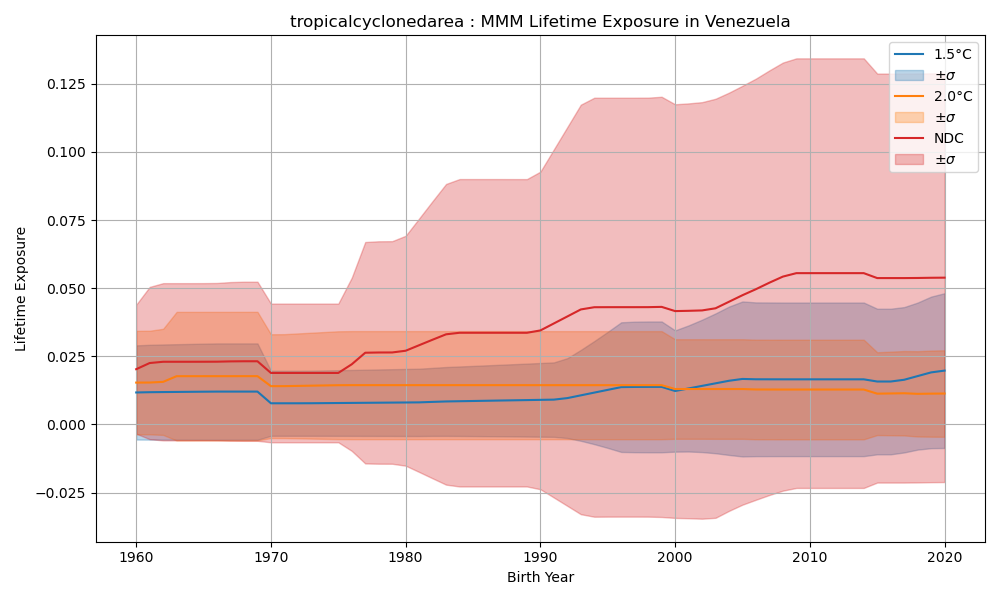 tropicalcyclonedarea : MMM Lifetime Exposure in Venezuela
1.5°C
±σ
2.0°C
±σ
NDC
±σ
Lifetime Exposure
0.125
0.100
0.075
0.050
0.025
0.000
−0.025
1960
1970
1980
1990
2000
2010
2020
Birth Year